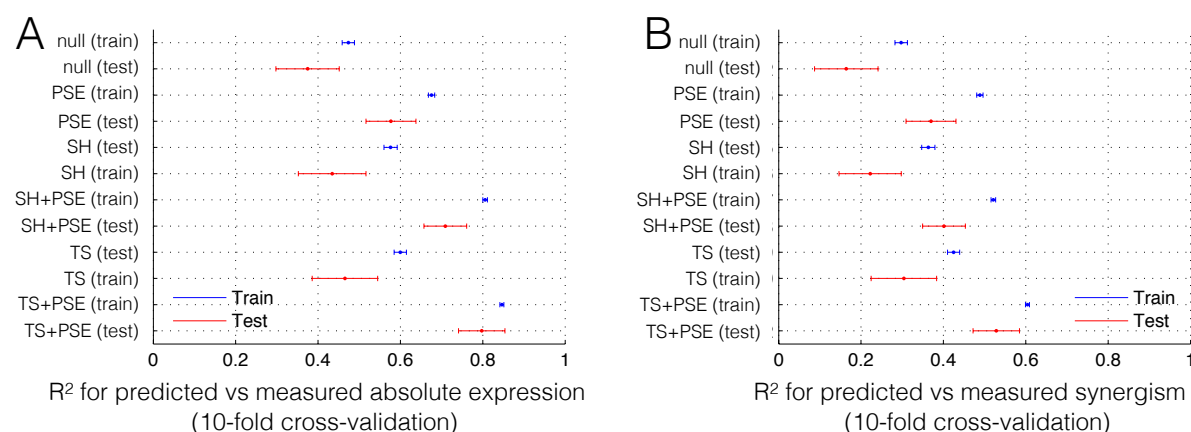 A
null (train)
null (test)
PSE (train)
PSE (test)
SH (test)
SH (train)
SH+PSE (train)
SH+PSE (test)
TS (test)
TS (train)
TS+PSE (train)
TS+PSE (test)
Train
Test
0 0.2 0.4 0.6 0.8 1
R² for predicted vs measured absolute expression
(10-fold cross-validation)
B
null (train)
null (test)
PSE (train)
PSE (test)
SH (test)
SH (train)
SH+PSE (train)
SH+PSE (test)
TS (test)
TS (train)
TS+PSE (train)
TS+PSE (test)
Train
Test
0 0.2 0.4 0.6 0.8 1
R² for predicted vs measured synergism
(10-fold cross-validation)